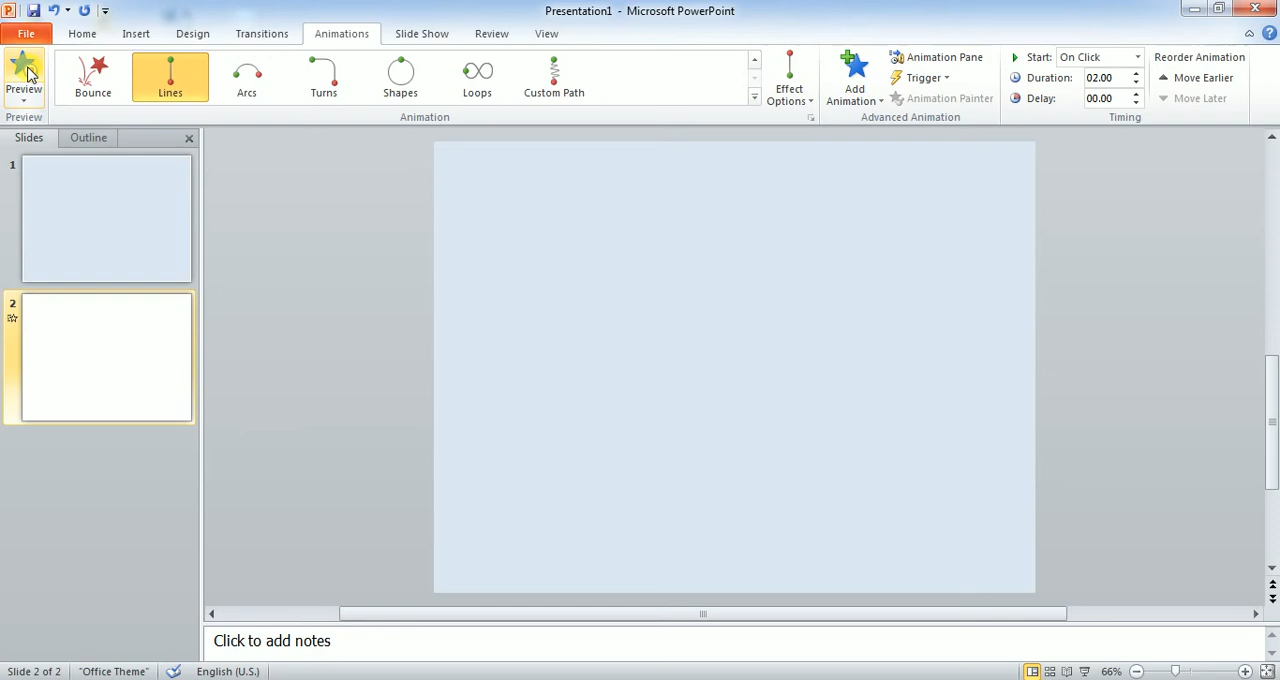 Presentation1 - Microsoft PowerPoint
File Home Insert Design Transitions Animations Slide Show Review View
Preview
Bounce Lines Arcs Turns Shapes Loops Custom Path
Effect Options
Add Animation
Animation Pane
Trigger
Animation Painter
Start: On Click
Duration: 02.00
Delay: 00.00
Reorder Animation
Move Earlier
Move Later
Preview Animation Advanced Animation Timing
Slides Outline
1
2
Click to add notes
Slide 2 of 2 "Office Theme" English (U.S.) 66%